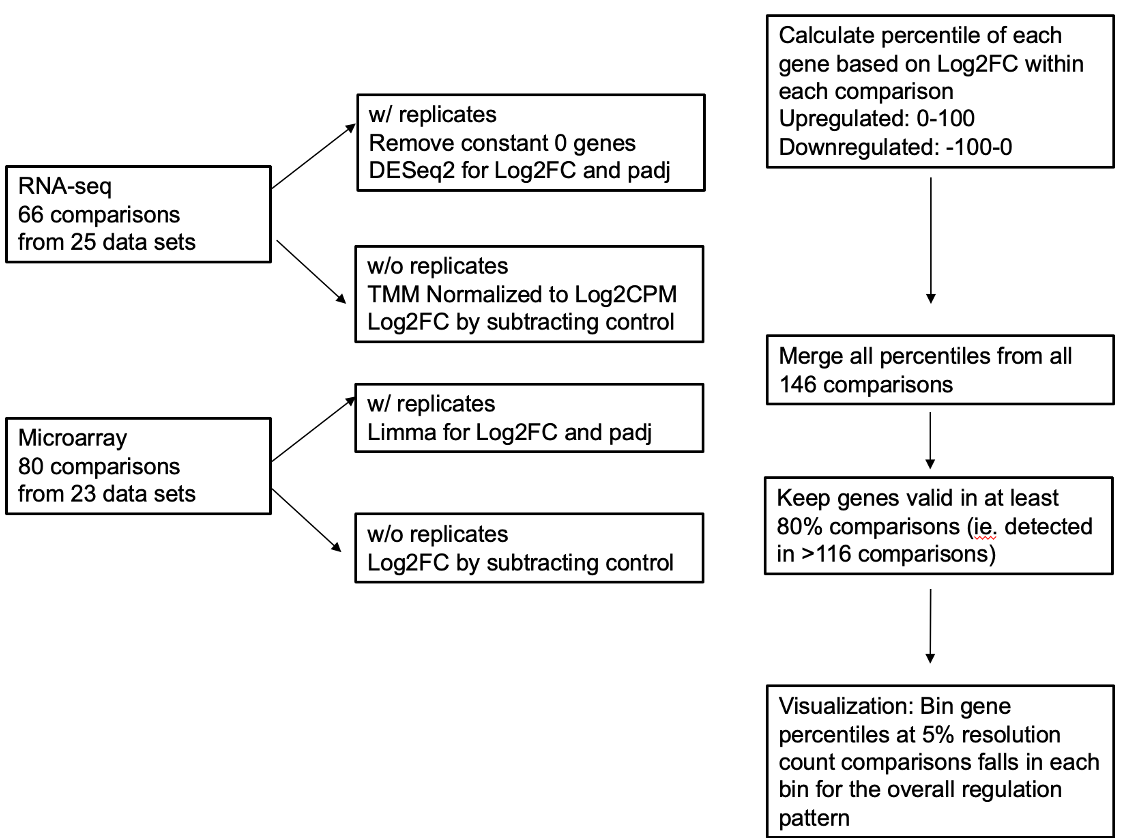 RNA-seq
66 comparisons
from 25 data sets
w/ replicates
Remove constant 0 genes
DESeq2 for Log2FC and padj
w/o replicates
TMM Normalized to Log2CPM
Log2FC by subtracting control
Microarray
80 comparisons
from 23 data sets
w/ replicates
Limma for Log2FC and padj
w/o replicates
Log2FC by subtracting control
Calculate percentile of each
gene based on Log2FC within
each comparison
Upregulated: 0-100
Downregulated: -100-0
Merge all percentiles from all
146 comparisons
Keep genes valid in at least
80% comparisons (ie. detected
in >116 comparisons)
Visualization: Bin gene
percentiles at 5% resolution
count comparisons falls in each
bin for the overall regulation
pattern